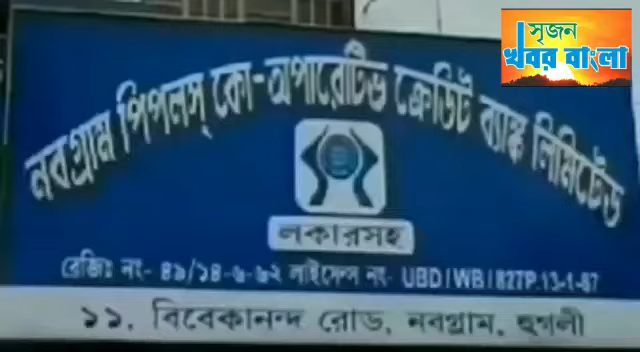 সৃজন
খবর বাংলা
নবগ্রাম পিপলস্ কো-অপারেটিভ ক্রেডিট ব্যাঙ্ক লিমিটেড
লকারসহ
রেজিঃ নং- ৪৯/১৪-৬-৬২ লাইসেন্স নং- UBD/WB/827P.13-1-87
১১, বিবেকানন্দ রোড, নবগ্রাম, হুগলী